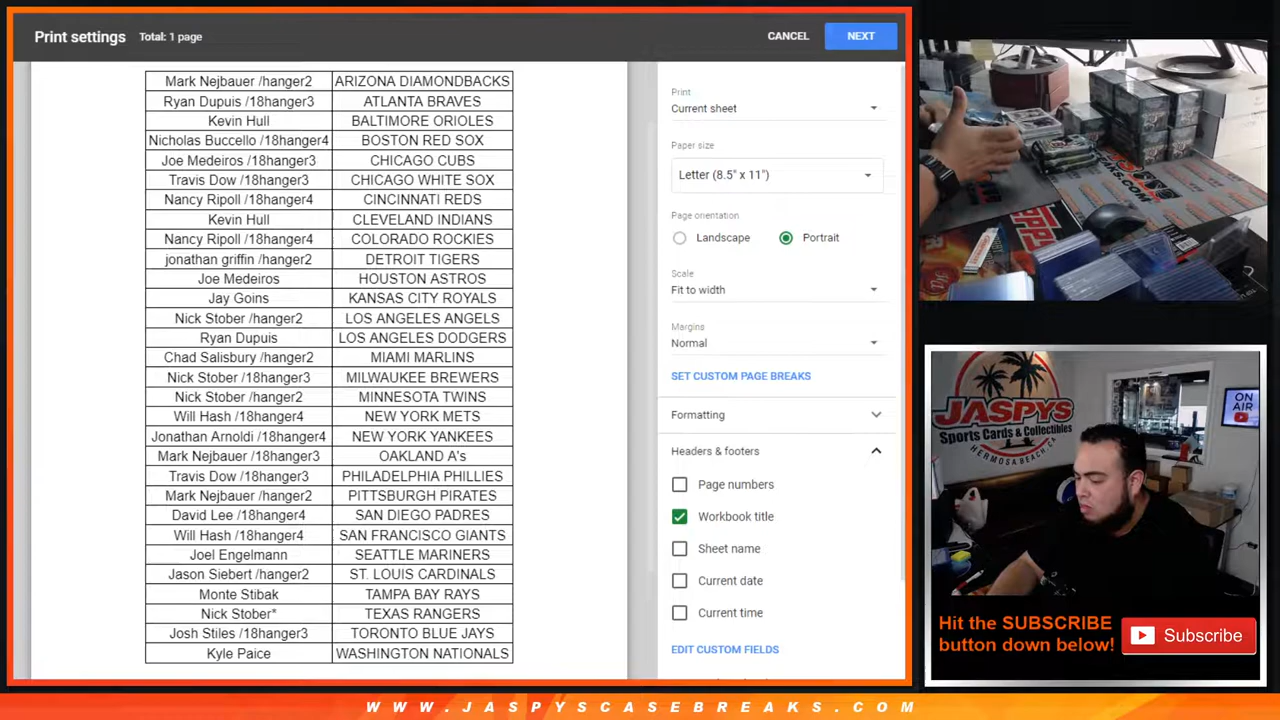 Print settings Total: 1 page CANCEL NEXT
Mark Nejbauer /hanger2 ARIZONA DIAMONDBACKS
Ryan Dupuis /18hanger3 ATLANTA BRAVES
Kevin Hull BALTIMORE ORIOLES
Nicholas Buccello /18hanger4 BOSTON RED SOX
Joe Medeiros /18hanger3 CHICAGO CUBS
Travis Dow /18hanger3 CHICAGO WHITE SOX
Nancy Ripoll /18hanger4 CINCINNATI REDS
Kevin Hull CLEVELAND INDIANS
Nancy Ripoll /18hanger4 COLORADO ROCKIES
jonathan griffin /hanger2 DETROIT TIGERS
Joe Medeiros HOUSTON ASTROS
Jay Goins KANSAS CITY ROYALS
Nick Stober /hanger2 LOS ANGELES ANGELS
Ryan Dupuis LOS ANGELES DODGERS
Chad Salisbury /hanger2 MIAMI MARLINS
Nick Stober /18hanger3 MILWAUKEE BREWERS
Nick Stober /hanger2 MINNESOTA TWINS
Will Hash /18hanger4 NEW YORK METS
Jonathan Arnoldi /18hanger4 NEW YORK YANKEES
Mark Nejbauer /18hanger3 OAKLAND A's
Travis Dow /18hanger3 PHILADELPHIA PHILLIES
Mark Nejbauer /hanger2 PITTSBURGH PIRATES
David Lee /18hanger4 SAN DIEGO PADRES
Will Hash /18hanger4 SAN FRANCISCO GIANTS
Joel Engelmann SEATTLE MARINERS
Jason Siebert /hanger2 ST. LOUIS CARDINALS
Monte Stibak TAMPA BAY RAYS
Nick Stober* TEXAS RANGERS
Josh Stiles /18hanger3 TORONTO BLUE JAYS
Kyle Paice WASHINGTON NATIONALS
Print
Current sheet
Paper size
Letter (8.5" x 11")
Page orientation
Landscape Portrait
Scale
Fit to width
Margins
Normal
SET CUSTOM PAGE BREAKS
Formatting
Headers & footers
Page numbers
Workbook title
Sheet name
Current date
Current time
EDIT CUSTOM FIELDS
TOPPS
JASPYS
Sports Cards & Collectibles
HERMOSA BEACH, CA
ON
AIR
Hit the SUBSCRIBE
button down below!
Subscribe
WWW.JASPYSCASEBREAKS.COM